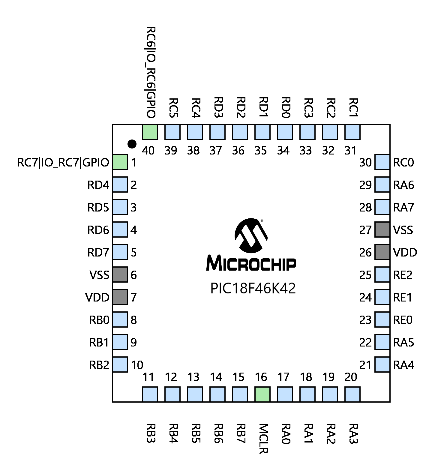 RC6|IO_RC6|GPIO
RC5
RC4
RD3
RD2
RD1
RD0
RC3
RC2
RC1
40 39 38 37 36 35 34 33 32 31
RC7|IO_RC7|GPIO 1
RD4 2
RD5 3
RD6 4
RD7 5
VSS 6
VDD 7
RB0 8
RB1 9
RB2 10
30 RC0
29 RA6
28 RA7
27 VSS
26 VDD
25 RE2
24 RE1
23 RE0
22 RA5
21 RA4
MICROCHIP
PIC18F46K42
11 12 13 14 15 16 17 18 19 20
RB3
RB4
RB5
RB6
RB7
MCLR
RA0
RA1
RA2
RA3